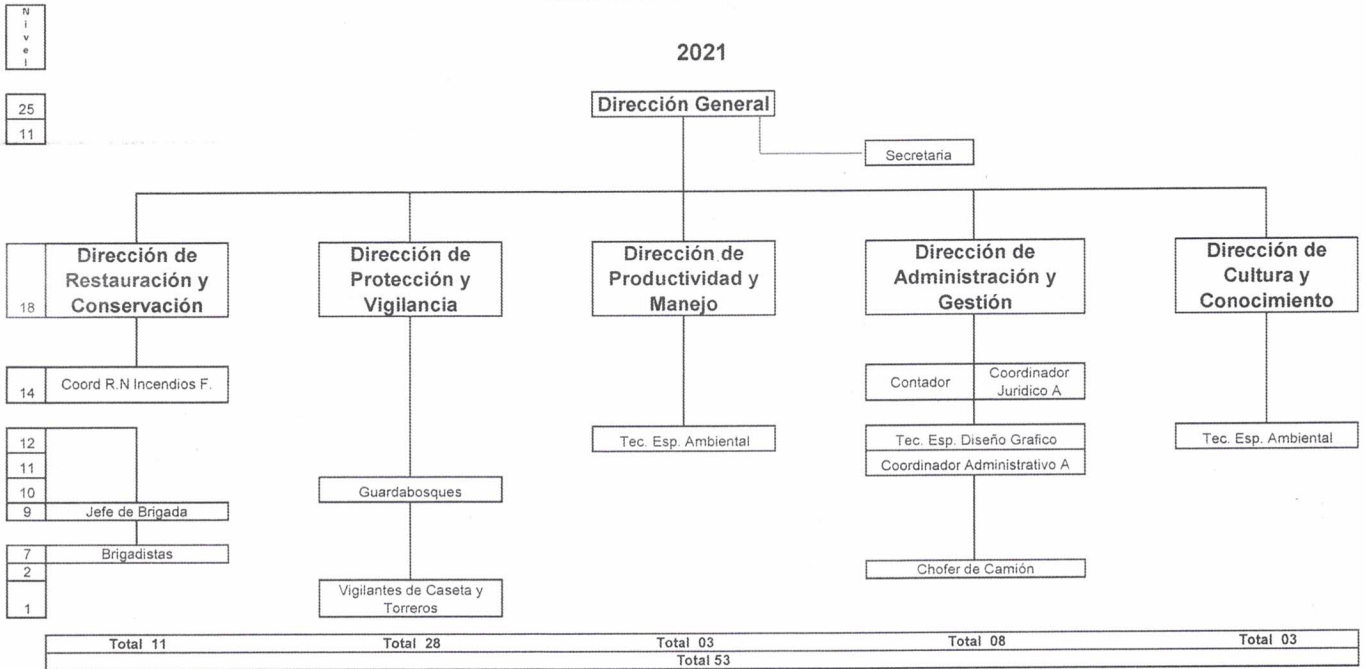 N
i
v
e
l
2021
25
Dirección General
11
Secretaria
18
Dirección de
Restauración y
Conservación
Dirección de
Protección y
Vigilancia
Dirección de
Productividad y
Manejo
Dirección de
Administración y
Gestión
Dirección de
Cultura y
Conocimiento
14
Coord R.N Incendios F.
Contador
Coordinador
Juridico A
12
Tec. Esp. Ambiental
Tec. Esp. Diseño Grafico
Tec. Esp. Ambiental
11
Coordinador Administrativo A
10
Guardabosques
9
Jefe de Brigada
7
Brigadistas
2
Chofer de Camión
1
Vigilantes de Caseta y
Torreros
Total 11
Total 28
Total 03
Total 08
Total 03
Total 53